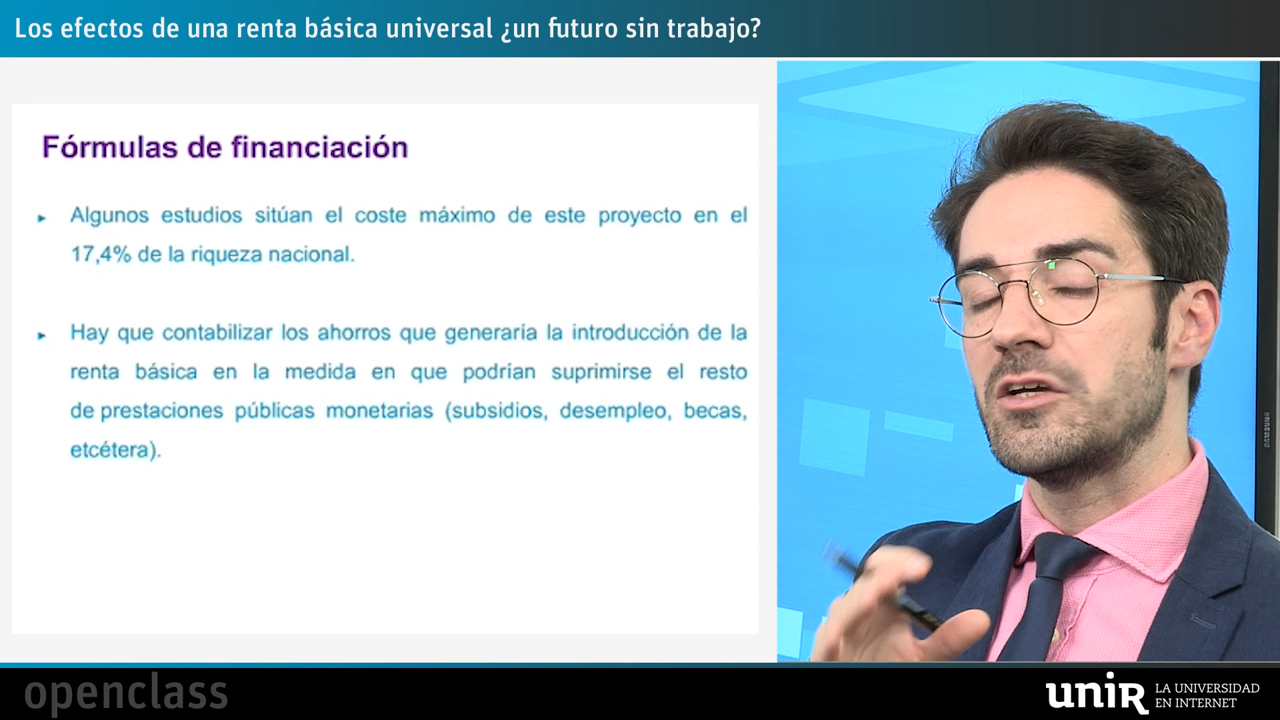 Los efectos de una renta básica universal ¿un futuro sin trabajo?
Fórmulas de financiación
▸ Algunos estudios sitúan el coste máximo de este proyecto en el
17,4% de la riqueza nacional.
▸ Hay que contabilizar los ahorros que generaría la introducción de la
renta básica en la medida en que podrían suprimirse el resto
de prestaciones públicas monetarias (subsidios, desempleo, becas,
etcétera).
SAMSUNG
openclass
unir
LA UNIVERSIDAD
EN INTERNET